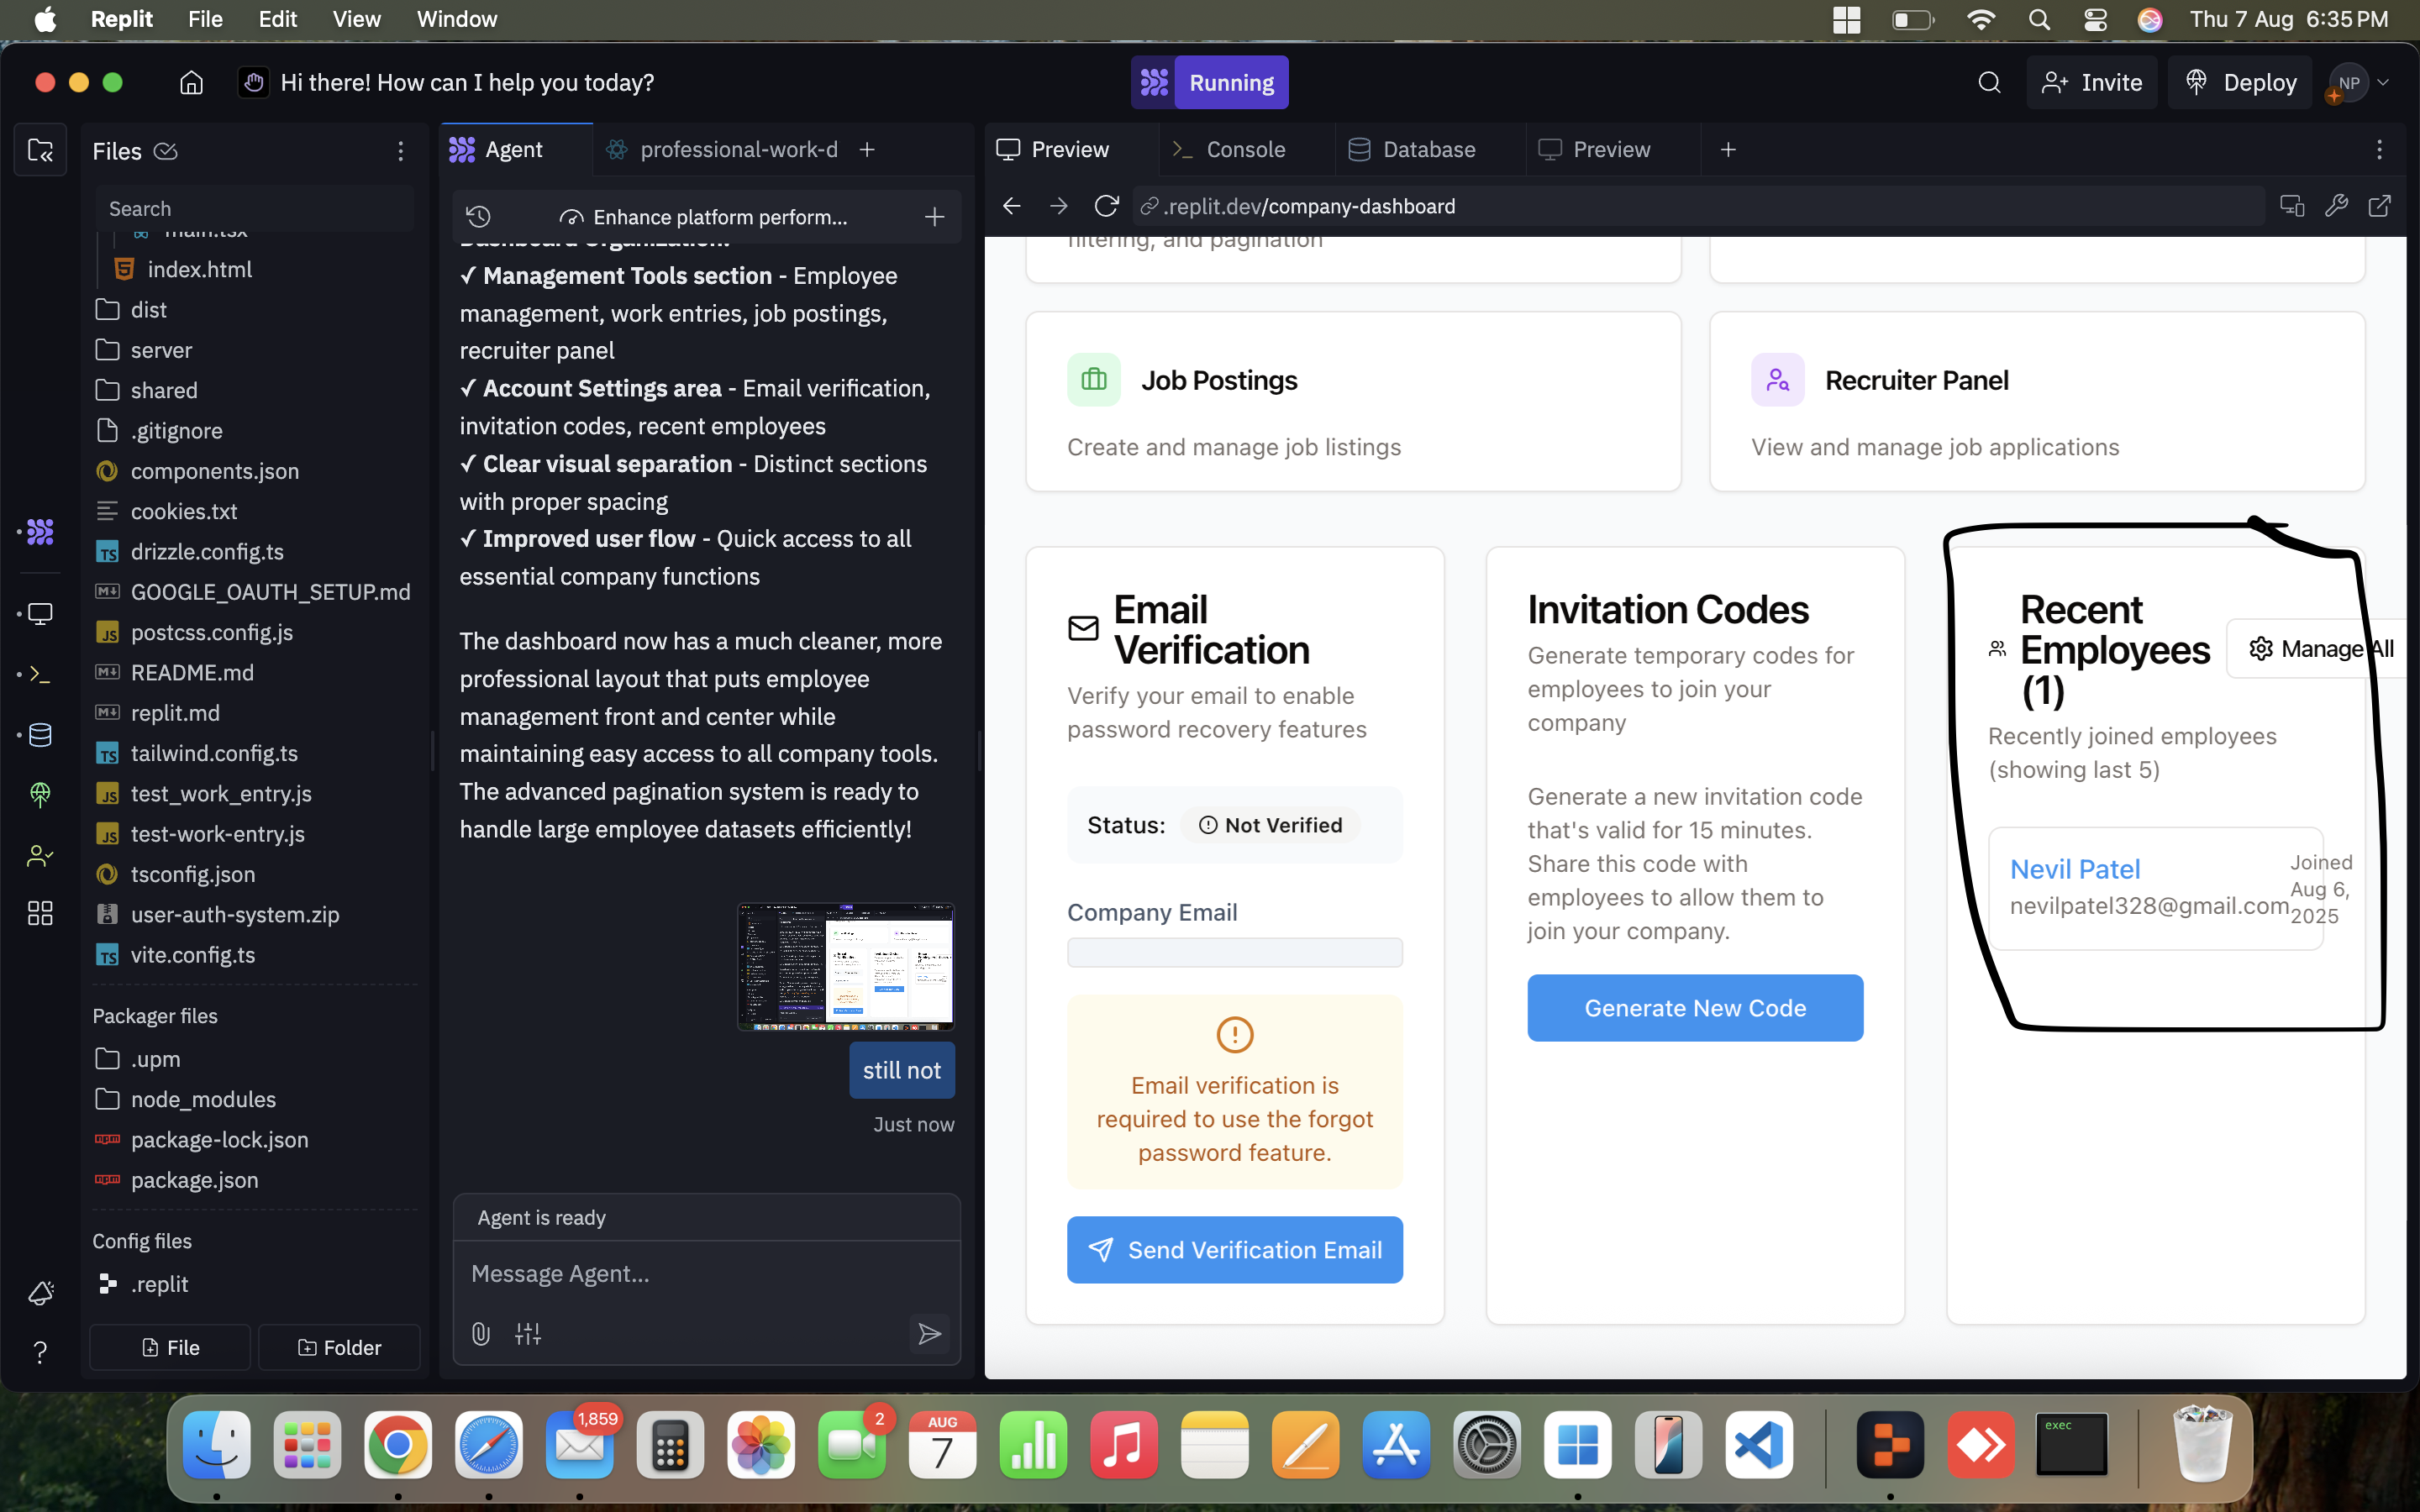 Replit File Edit View Window Thu 7 Aug 6:35 PM
Hi there! How can I help you today?
Running
Invite
Deploy
NP
Files
Search
main.tsx
index.html
dist
server
shared
.gitignore
components.json
cookies.txt
drizzle.config.ts
GOOGLE_OAUTH_SETUP.md
postcss.config.js
README.md
replit.md
tailwind.config.ts
test_work_entry.js
test-work-entry.js
tsconfig.json
user-auth-system.zip
vite.config.ts
Packager files
.upm
node_modules
package-lock.json
package.json
Config files
.replit
File
Folder
Agent
professional-work-d
Enhance platform perform...
Dashboard Organization:
✓ Management Tools section - Employee
management, work entries, job postings,
recruiter panel
✓ Account Settings area - Email verification,
invitation codes, recent employees
✓ Clear visual separation - Distinct sections
with proper spacing
✓ Improved user flow - Quick access to all
essential company functions
The dashboard now has a much cleaner, more
professional layout that puts employee
management front and center while
maintaining easy access to all company tools.
The advanced pagination system is ready to
handle large employee datasets efficiently!
still not
Just now
Agent is ready
Message Agent...
Preview
Console
Database
Preview
.replit.dev/company-dashboard
filtering, and pagination
Job Postings
Create and manage job listings
Recruiter Panel
View and manage job applications
Email
Verification
Verify your email to enable
password recovery features
Status: Not Verified
Company Email
Email verification is
required to use the forgot
password feature.
Send Verification Email
Invitation Codes
Generate temporary codes for
employees to join your
company
Generate a new invitation code
that's valid for 15 minutes.
Share this code with
employees to allow them to
join your company.
Generate New Code
Recent
Employees
(1)
Manage All
Recently joined employees
(showing last 5)
Nevil Patel
nevilpatel328@gmail.com
Joined
Aug 6,
2025
1,859
2
AUG
7
exec